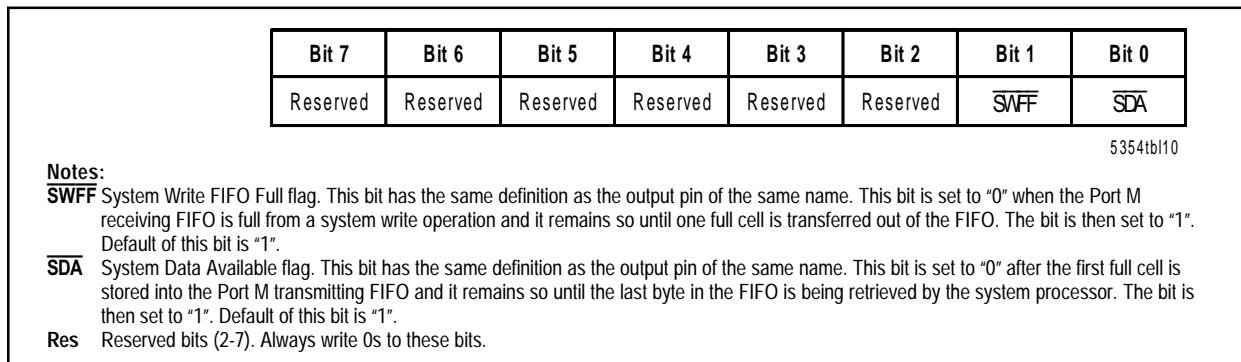 Bit 7 Bit 6 Bit 5 Bit 4 Bit 3 Bit 2 Bit 1 Bit 0
Reserved Reserved Reserved Reserved Reserved Reserved SWFF SDA
5354tbl10
Notes:
SWFF System Write FIFO Full flag. This bit has the same definition as the output pin of the same name. This bit is set to "0" when the Port M
receiving FIFO is full from a system write operation and it remains so until one full cell is transferred out of the FIFO. The bit is then set to "1".
Default of this bit is "1".
SDA System Data Available flag. This bit has the same definition as the output pin of the same name. This bit is set to "0" after the first full cell is
stored into the Port M transmitting FIFO and it remains so until the last byte in the FIFO is being retrieved by the system processor. The bit is
then set to "1". Default of this bit is "1".
Res Reserved bits (2-7). Always write 0s to these bits.